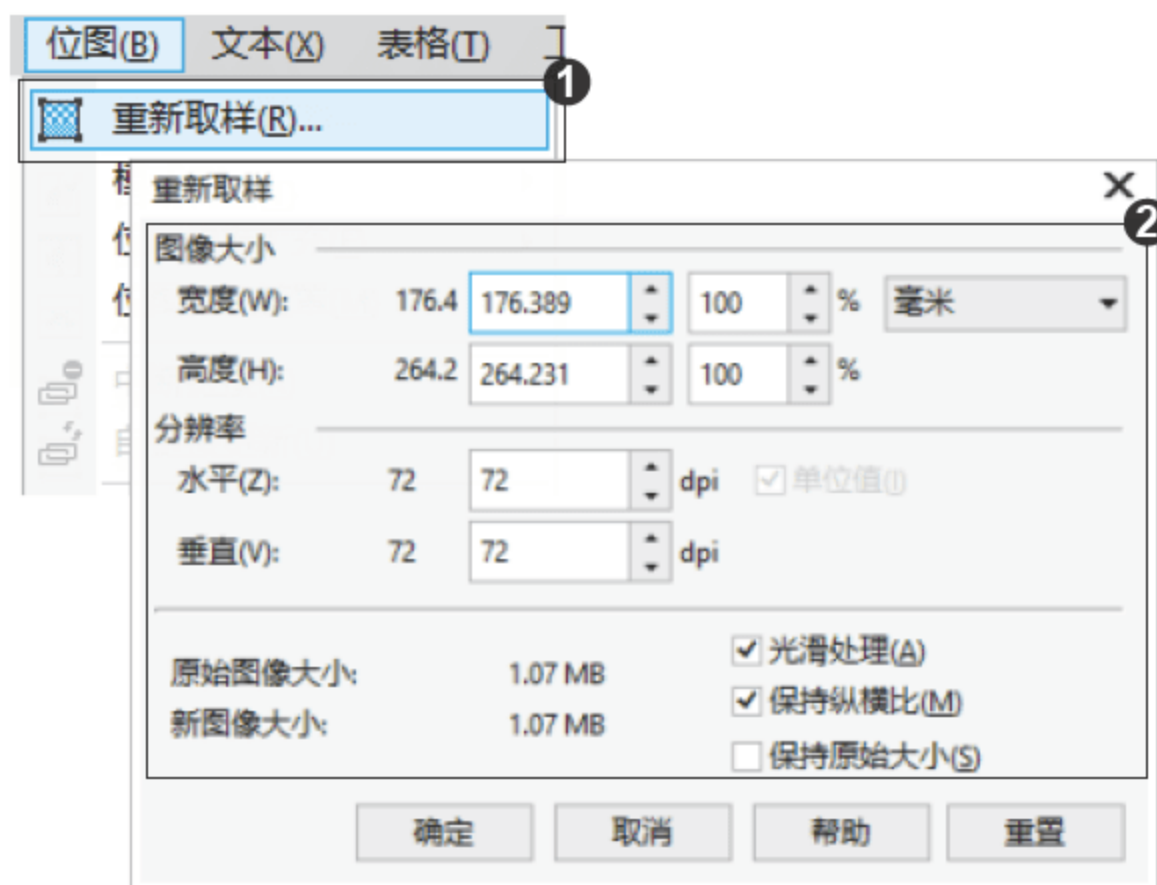 位图(B) 文本(X) 表格(T)
1
重新取样(R)...
重新取样
2
图像大小
宽度(W): 176.4 176.389 100 % 毫米
高度(H): 264.2 264.231 100 %
分辨率
水平(Z): 72 72 dpi 单位值(I)
垂直(V): 72 72 dpi
原始图像大小: 1.07 MB 光滑处理(A)
新图像大小: 1.07 MB 保持纵横比(M)
保持原始大小(S)
确定 取消 帮助 重置